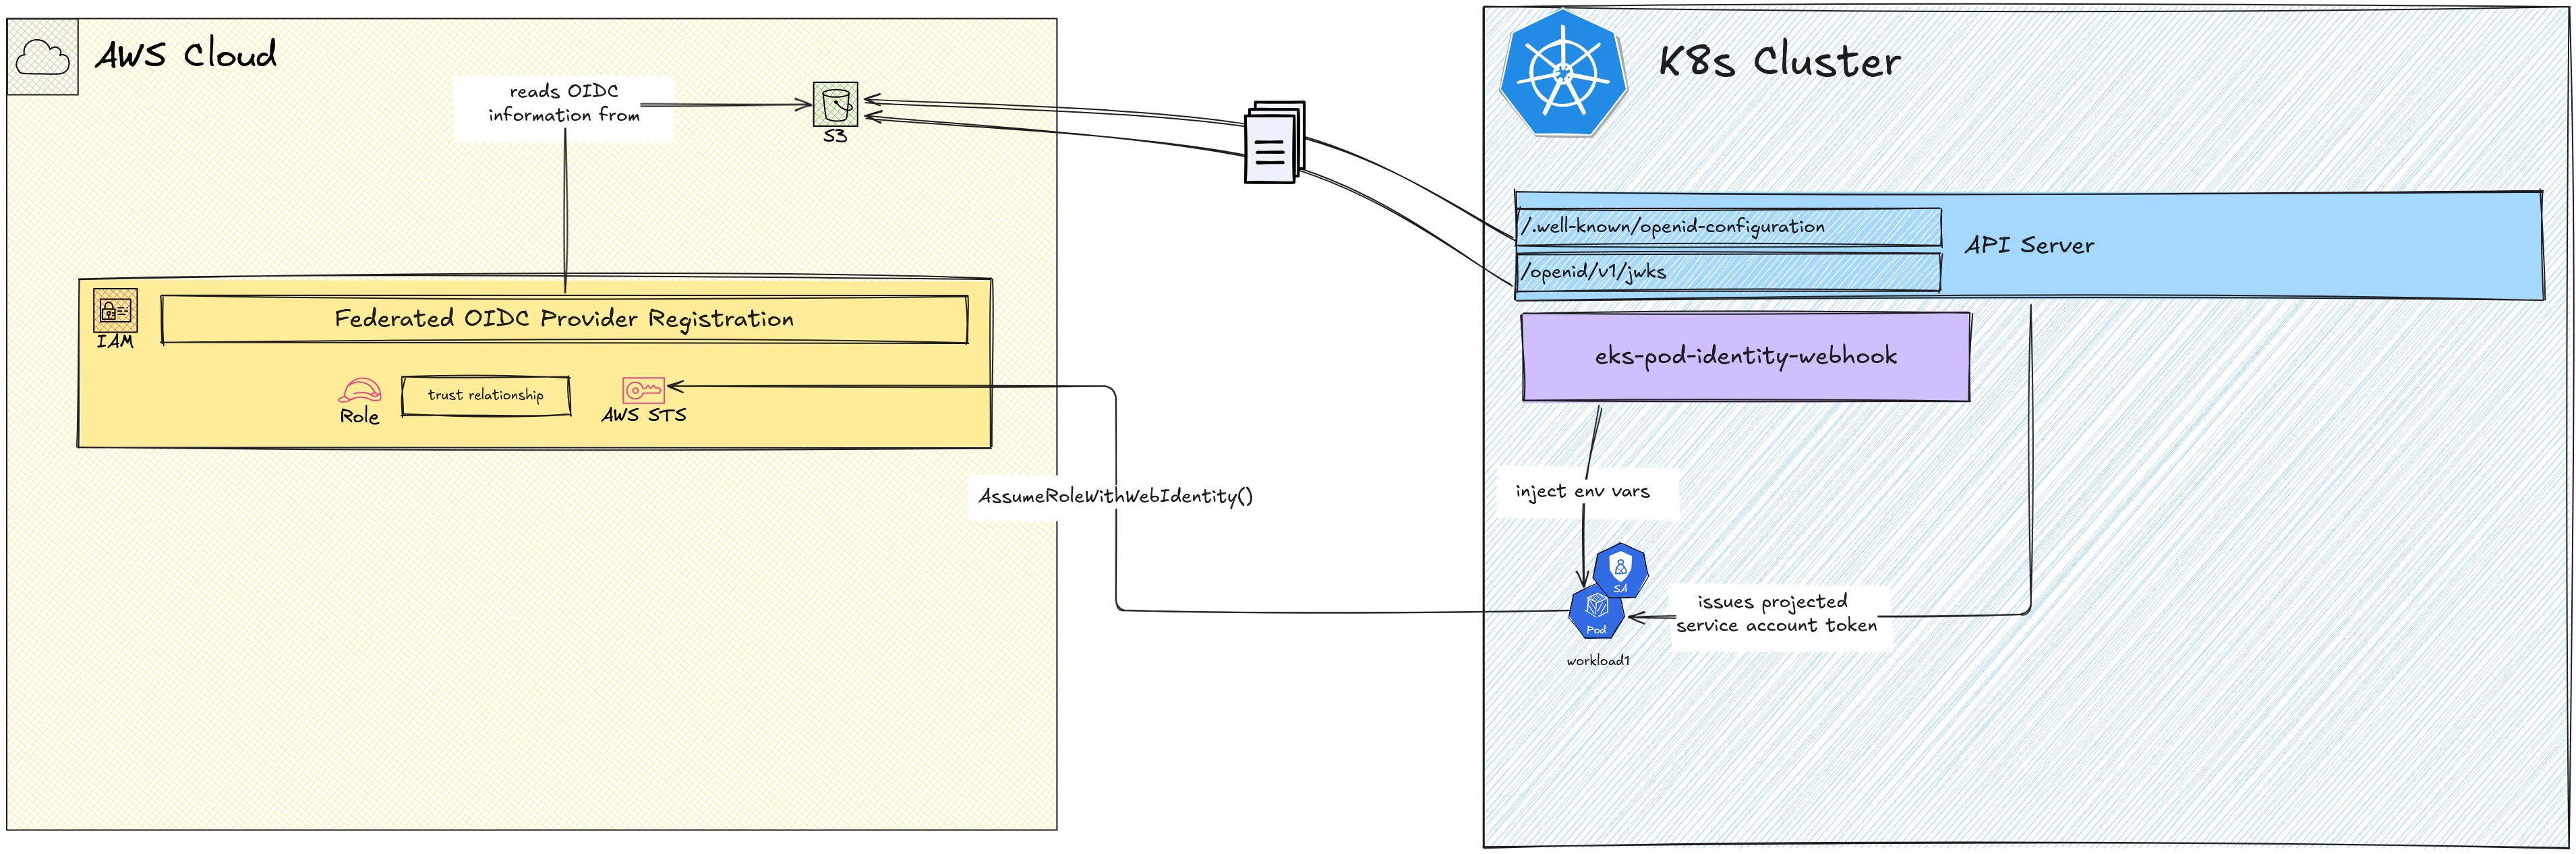 AWS Cloud
reads OIDC
information from
S3
IAM
Federated OIDC Provider Registration
Role
trust relationship
AWS STS
AssumeRoleWithWebIdentity()
K8s Cluster
/.well-known/openid-configuration
/openid/v1/jwks
API Server
eks-pod-identity-webhook
inject env vars
SA
Pod
workload1
issues projected
service account token